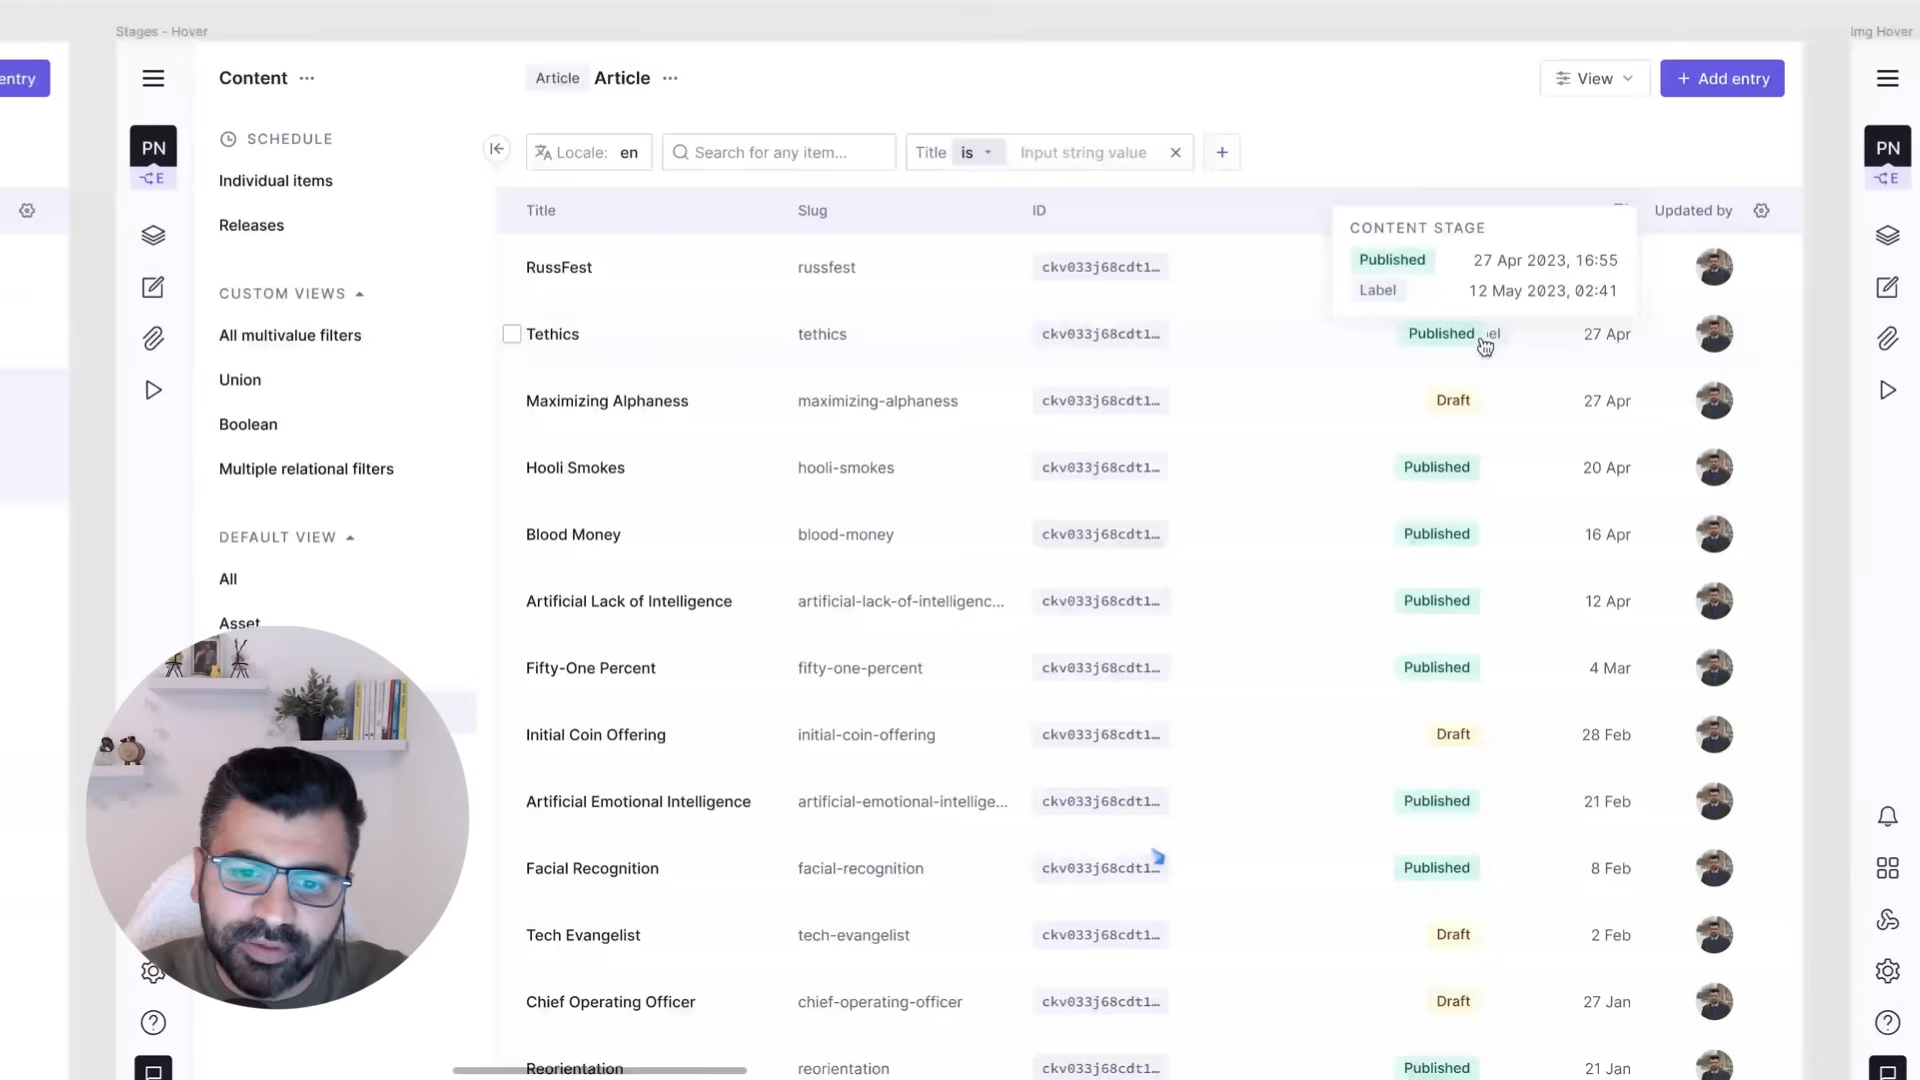 Stages - Hover
Img Hover
entry
Content ...
Article Article ...
View
+ Add entry
PN
E
SCHEDULE
Individual items
Releases
CUSTOM VIEWS
All multivalue filters
Union
Boolean
Multiple relational filters
DEFAULT VIEW
All
Asset
Locale: en
Search for any item...
Title is Input string value
Title Slug ID Updated by
CONTENT STAGE
Published 27 Apr 2023, 16:55
Label 12 May 2023, 02:41
RussFest russfest ckv033j68cdt1...
Tethics tethics ckv033j68cdt1... Published el 27 Apr
Maximizing Alphaness maximizing-alphaness ckv033j68cdt1... Draft 27 Apr
Hooli Smokes hooli-smokes ckv033j68cdt1... Published 20 Apr
Blood Money blood-money ckv033j68cdt1... Published 16 Apr
Artificial Lack of Intelligence artificial-lack-of-intelligenc... ckv033j68cdt1... Published 12 Apr
Fifty-One Percent fifty-one-percent ckv033j68cdt1... Published 4 Mar
Initial Coin Offering initial-coin-offering ckv033j68cdt1... Draft 28 Feb
Artificial Emotional Intelligence artificial-emotional-intellige... ckv033j68cdt1... Published 21 Feb
Facial Recognition facial-recognition ckv033j68cdt1... Published 8 Feb
Tech Evangelist tech-evangelist ckv033j68cdt1... Draft 2 Feb
Chief Operating Officer chief-operating-officer ckv033j68cdt1... Draft 27 Jan
Reorientation reorientation ckv033j68cdt1... Published 21 Jan
PN
E